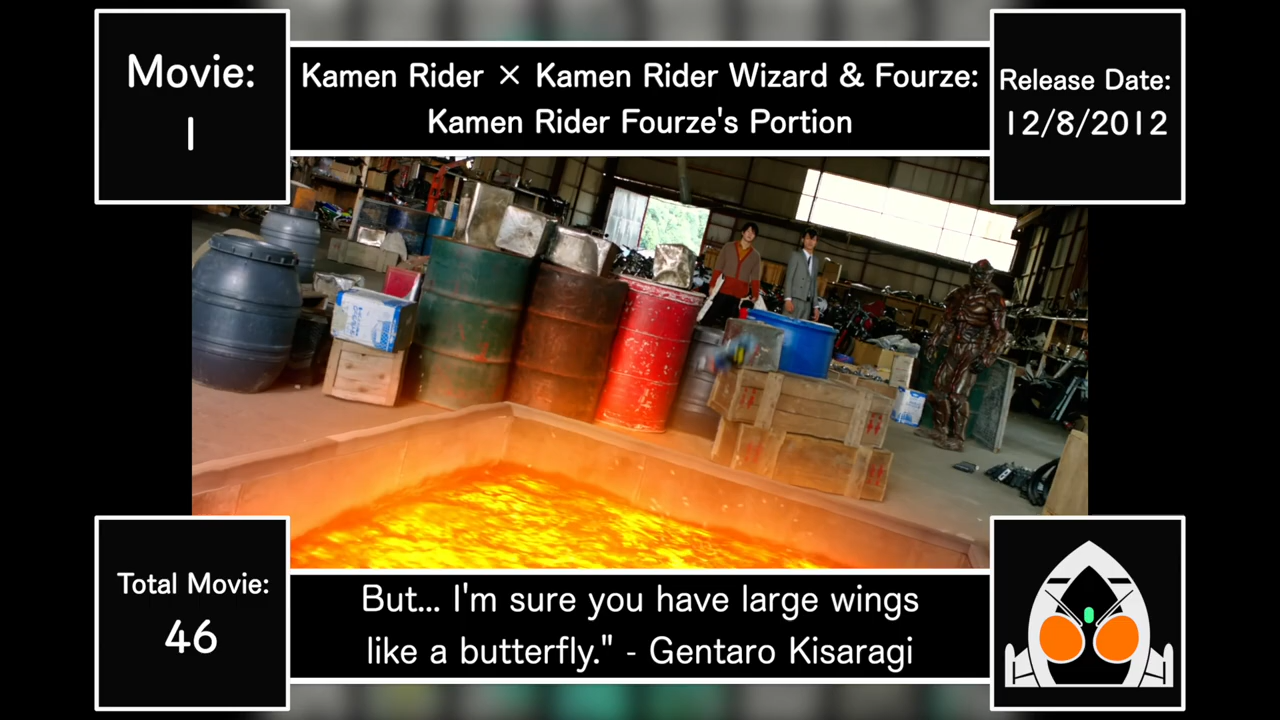 Movie:
1
Kamen Rider × Kamen Rider Wizard & Fourze:
Kamen Rider Fourze's Portion
Release Date:
12/8/2012
Total Movie:
46
But... I'm sure you have large wings
like a butterfly." - Gentaro Kisaragi